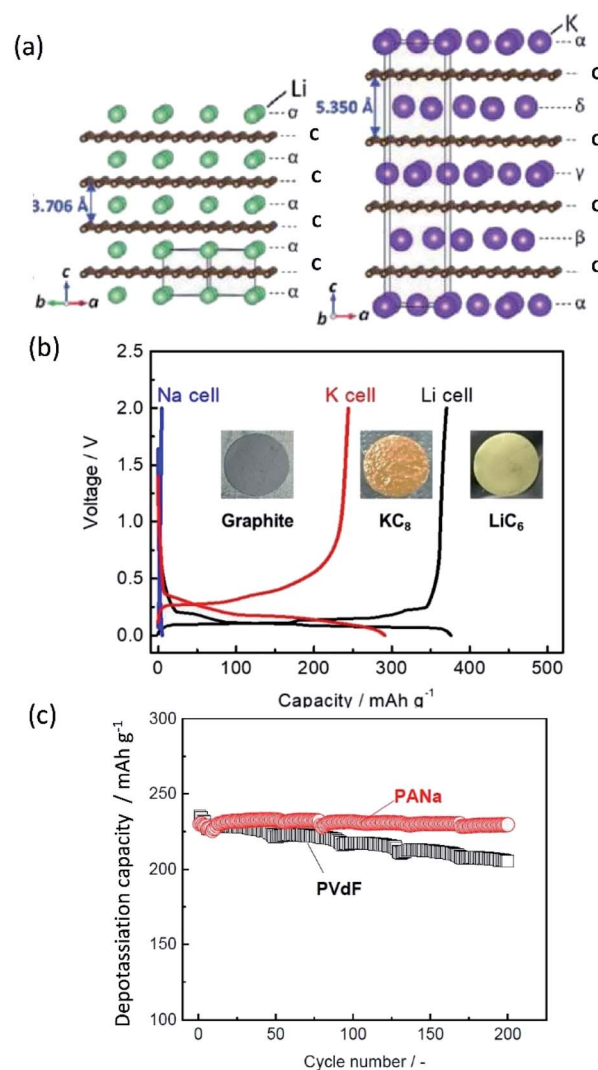 (a)
Li
α
C
α
C
3.706 Å
α
C
α
C
α
b
c
a
K
α
C
5.350 Å
δ
C
γ
C
β
C
α
c
b
a
(b)
2.5
2.0
1.5
1.0
0.5
0.0
Voltage / V
Na cell
K cell
Li cell
Graphite
KC₈
LiC₆
0 100 200 300 400 500
Capacity / mAh g⁻¹
(c)
300
250
200
150
100
Depotassiation capacity / mAh g⁻¹
PANa
PVdF
0 50 100 150 200
Cycle number / -